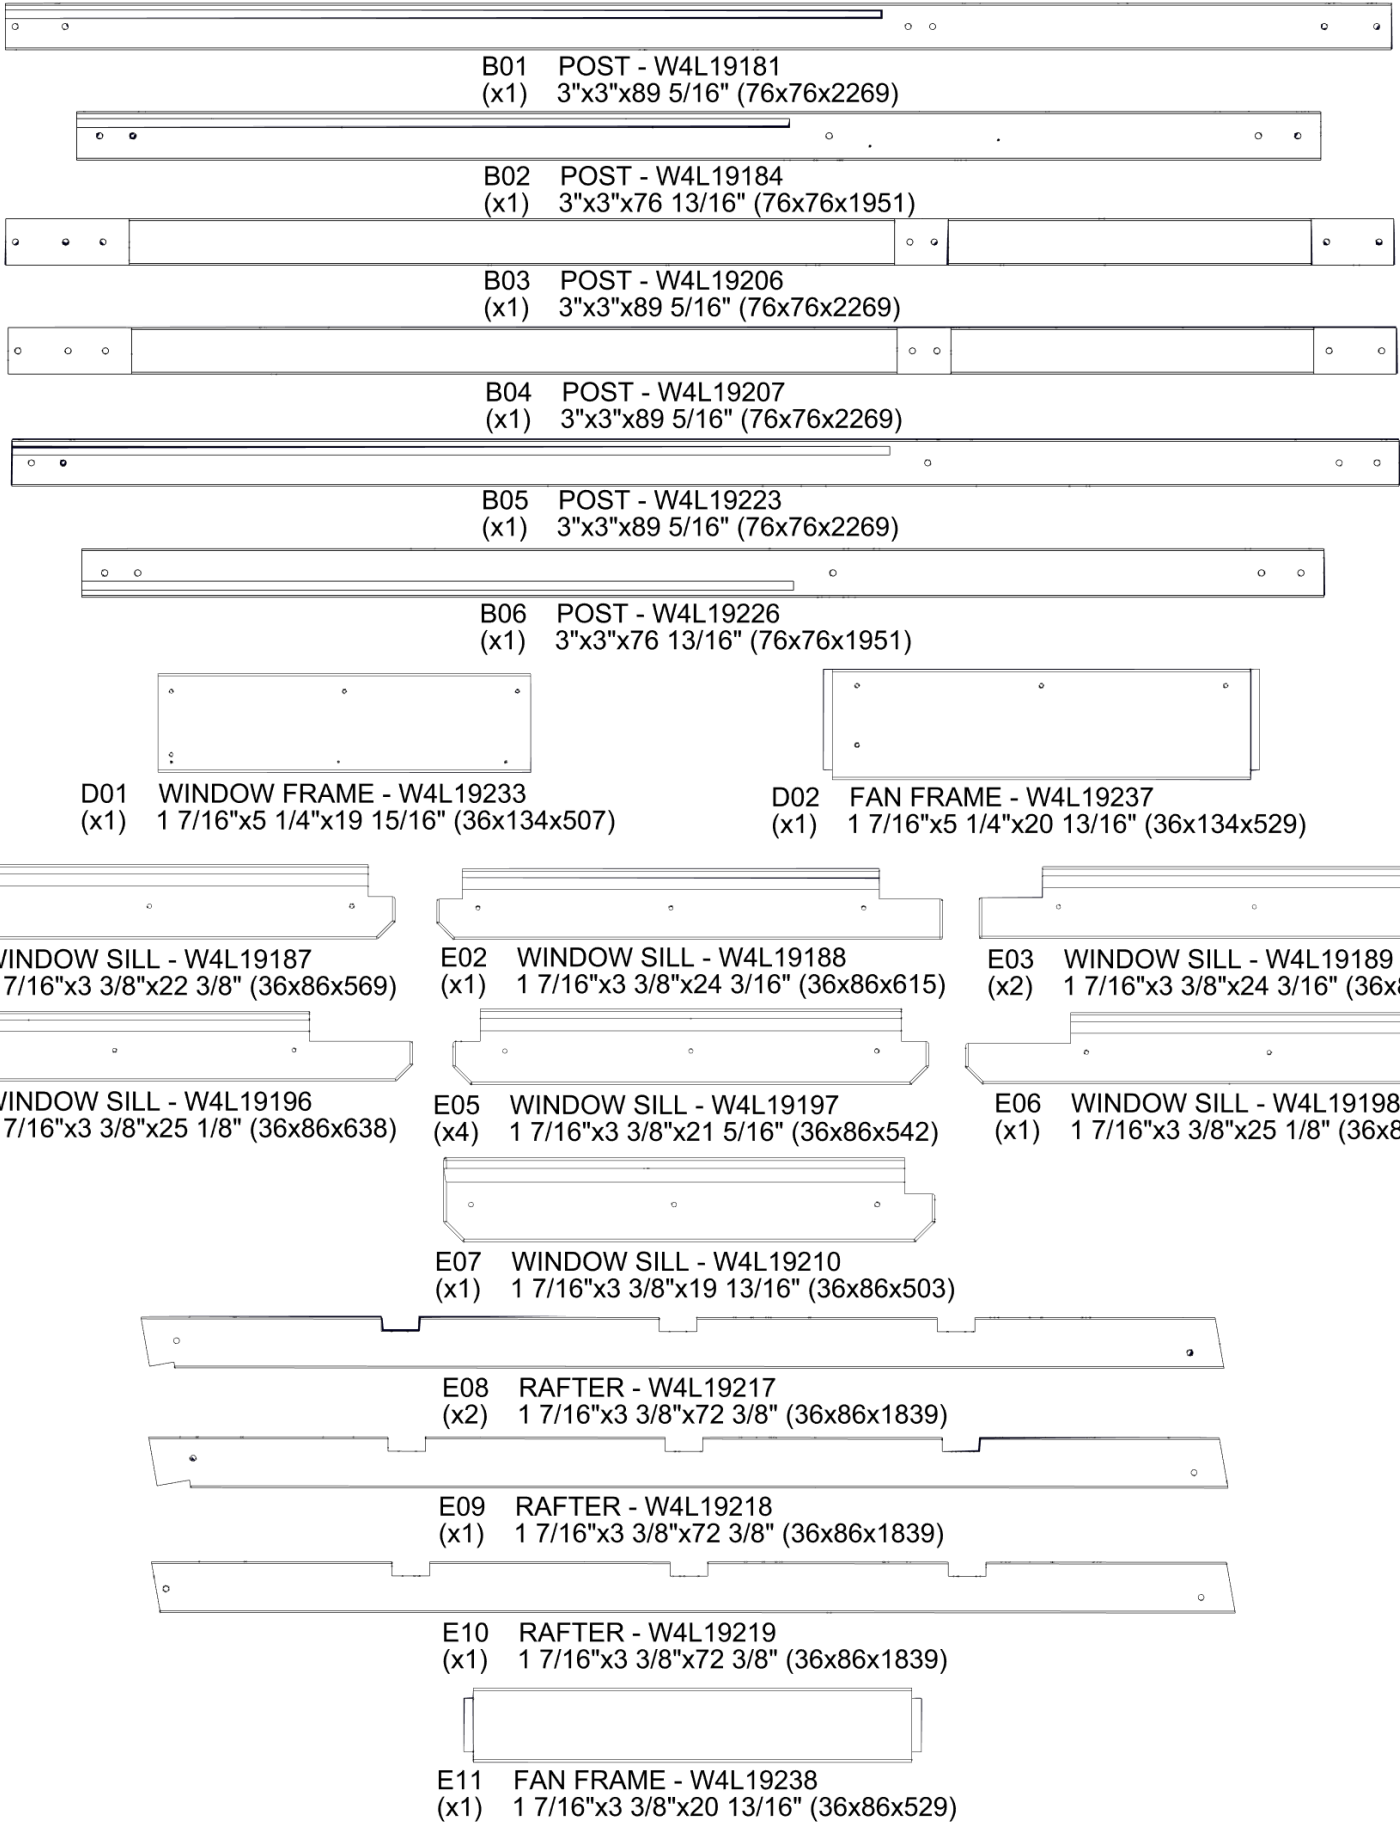 B01 POST - W4L19181
(x1) 3"x3"x89 5/16" (76x76x2269)
B02 POST - W4L19184
(x1) 3"x3"x76 13/16" (76x76x1951)
B03 POST - W4L19206
(x1) 3"x3"x89 5/16" (76x76x2269)
B04 POST - W4L19207
(x1) 3"x3"x89 5/16" (76x76x2269)
B05 POST - W4L19223
(x1) 3"x3"x89 5/16" (76x76x2269)
B06 POST - W4L19226
(x1) 3"x3"x76 13/16" (76x76x1951)
D01 WINDOW FRAME - W4L19233
(x1) 1 7/16"x5 1/4"x19 15/16" (36x134x507)
D02 FAN FRAME - W4L19237
(x1) 1 7/16"x5 1/4"x20 13/16" (36x134x529)
WINDOW SILL - W4L19187
7/16"x3 3/8"x22 3/8" (36x86x569)
E02 WINDOW SILL - W4L19188
(x1) 1 7/16"x3 3/8"x24 3/16" (36x86x615)
E03 WINDOW SILL - W4L19189
(x2) 1 7/16"x3 3/8"x24 3/16"
WINDOW SILL - W4L19196
7/16"x3 3/8"x25 1/8" (36x86x638)
E05 WINDOW SILL - W4L19197
(x4) 1 7/16"x3 3/8"x21 5/16" (36x86x542)
E06 WINDOW SILL - W4L19198
(x1) 1 7/16"x3 3/8"x25 1/8"
E07 WINDOW SILL - W4L19210
(x1) 1 7/16"x3 3/8"x19 13/16" (36x86x503)
E08 RAFTER - W4L19217
(x2) 1 7/16"x3 3/8"x72 3/8" (36x86x1839)
E09 RAFTER - W4L19218
(x1) 1 7/16"x3 3/8"x72 3/8" (36x86x1839)
E10 RAFTER - W4L19219
(x1) 1 7/16"x3 3/8"x72 3/8" (36x86x1839)
E11 FAN FRAME - W4L19238
(x1) 1 7/16"x3 3/8"x20 13/16" (36x86x529)